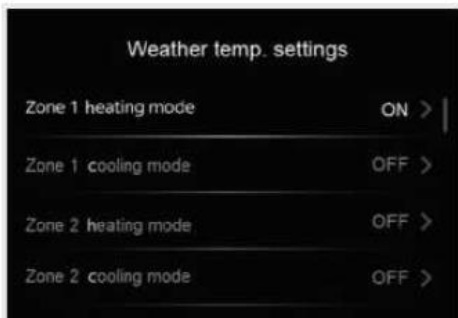 Weather temp. settings
Zone 1 heating mode ON >
Zone 1 cooling mode OFF >
Zone 2 heating mode OFF >
Zone 2 cooling mode OFF >